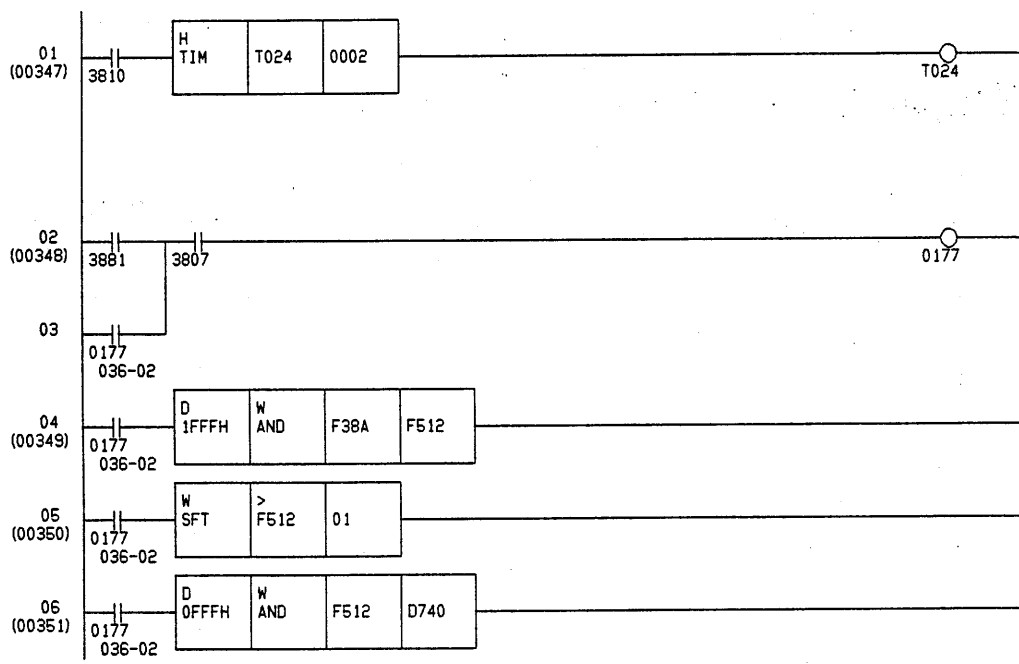 H
01 TIM T024 0002
(00347) 3810 T024
02
(00348) 3881 3807 0177
03
0177
036-02
D W
04 1FFFH AND F38A F512
(00349) 0177
036-02
W >
05 SFT F512 01
(00350) 0177
036-02
D W
06 0FFFH AND F512 D740
(00351) 0177
036-02